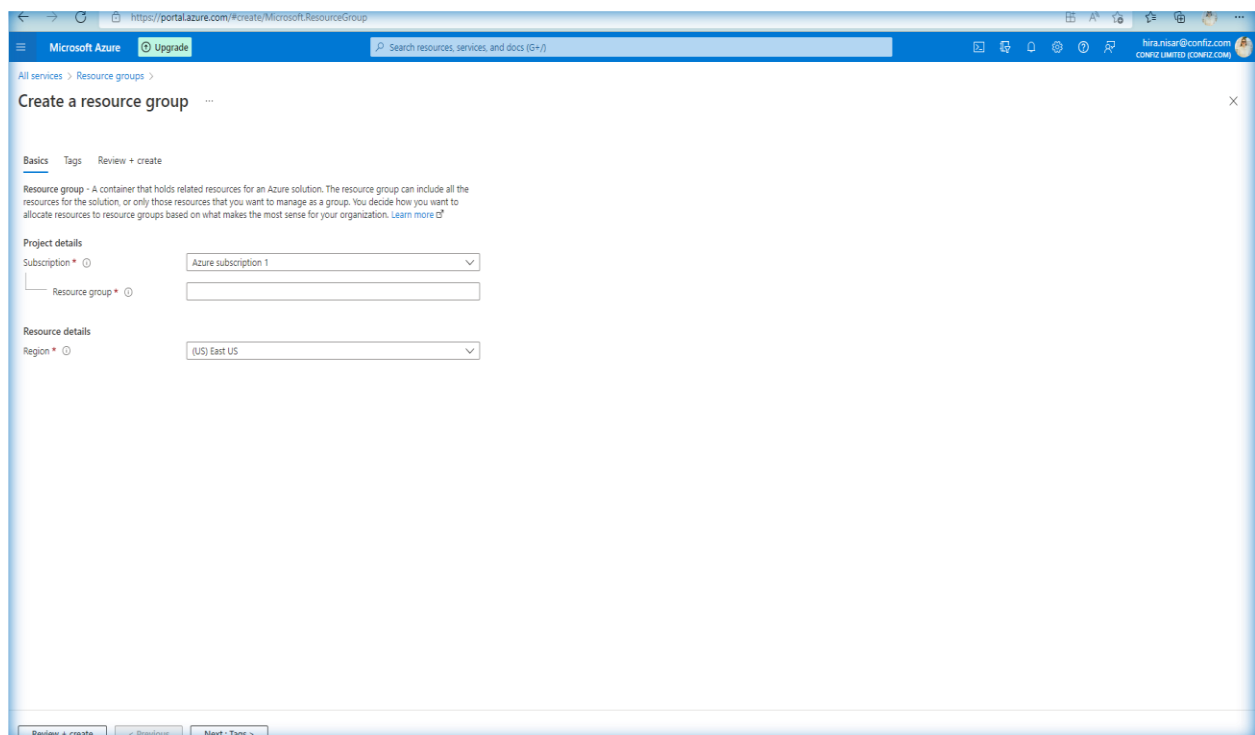 https://portal.azure.com/#create/Microsoft.ResourceGroup
Microsoft Azure
Upgrade
Search resources, services, and docs (G+/)
hira.nisar@confiz.com
CONFIZ LIMITED (CONFIZ.COM)
All services > Resource groups >
Create a resource group ...
Basics Tags Review + create
Resource group - A container that holds related resources for an Azure solution. The resource group can include all the
resources for the solution, or only those resources that you want to manage as a group. You decide how you want to
allocate resources to resource groups based on what makes the most sense for your organization. Learn more
Project details
Subscription * Azure subscription 1
Resource group *
Resource details
Region * (US) East US
Review + create < Previous Next : Tags >